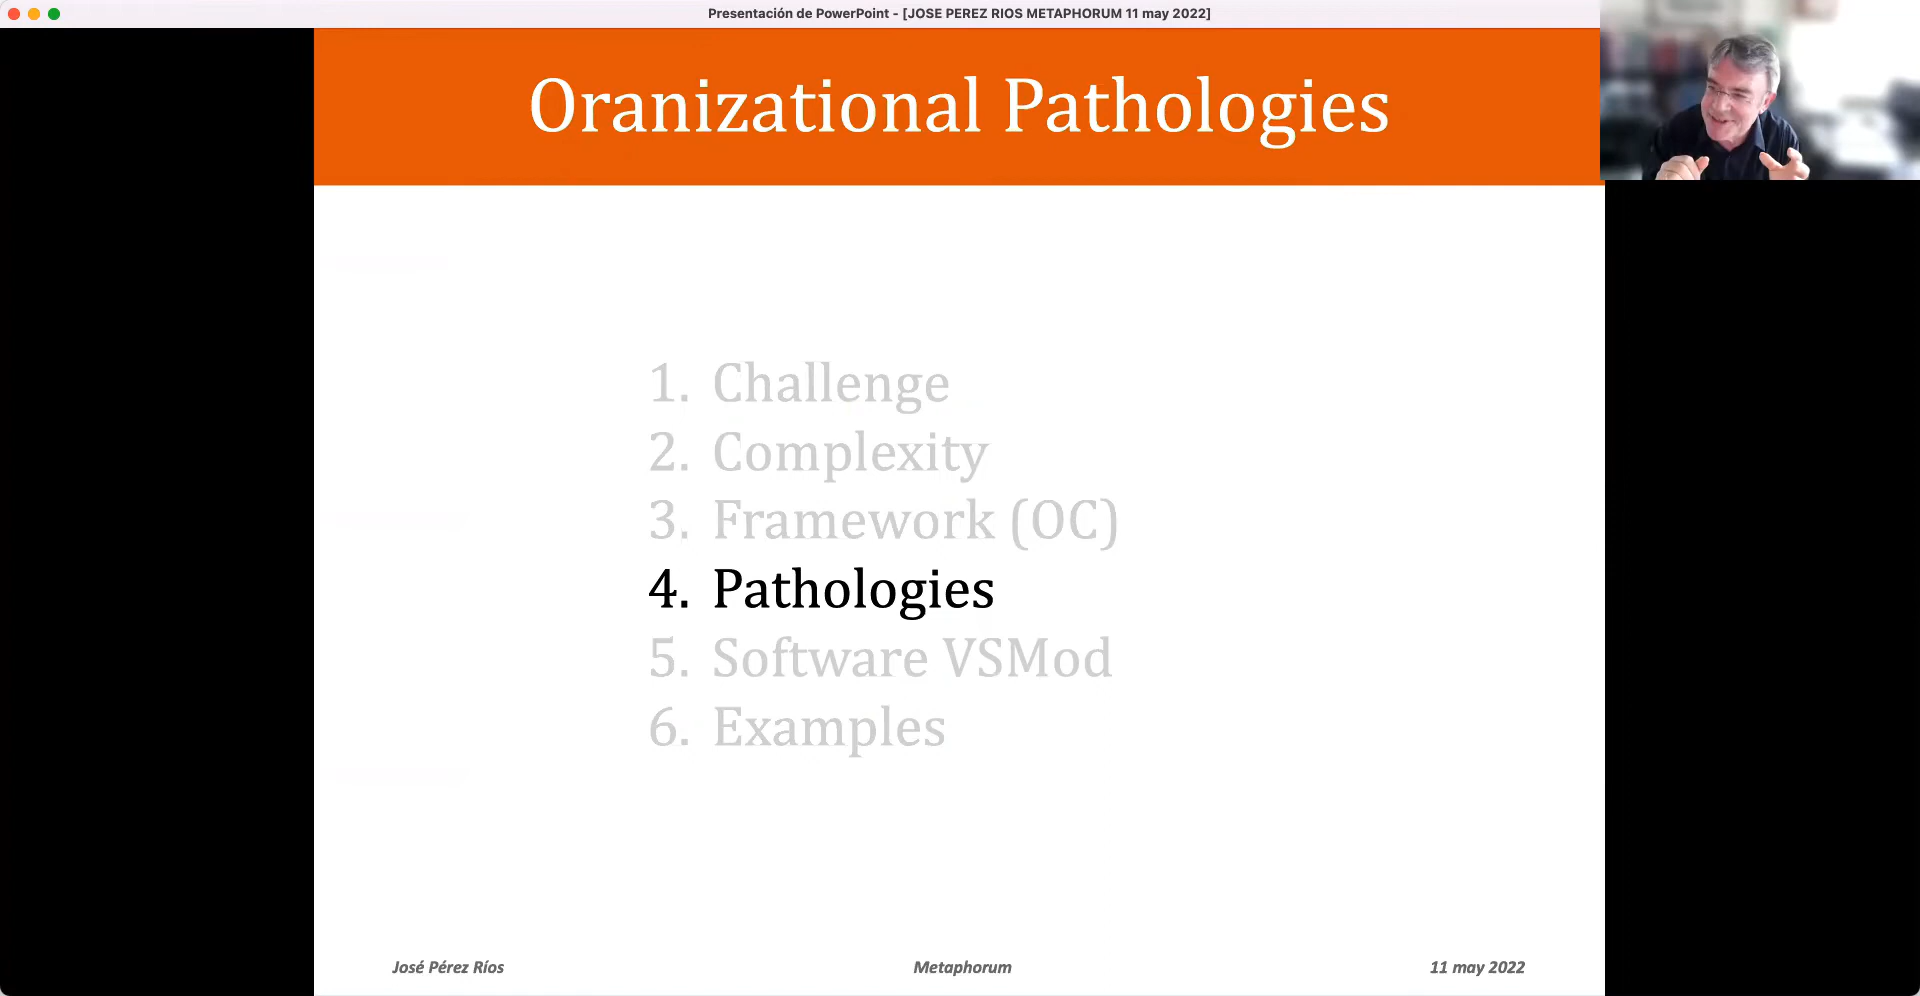 Presentación de PowerPoint - [JOSE PEREZ RIOS METAPHORUM 11 may 2022]
Oranizational Pathologies
1. Challenge
2. Complexity
3. Framework (OC)
4. Pathologies
5. Software VSMod
6. Examples
José Pérez Ríos Metaphorum 11 may 2022